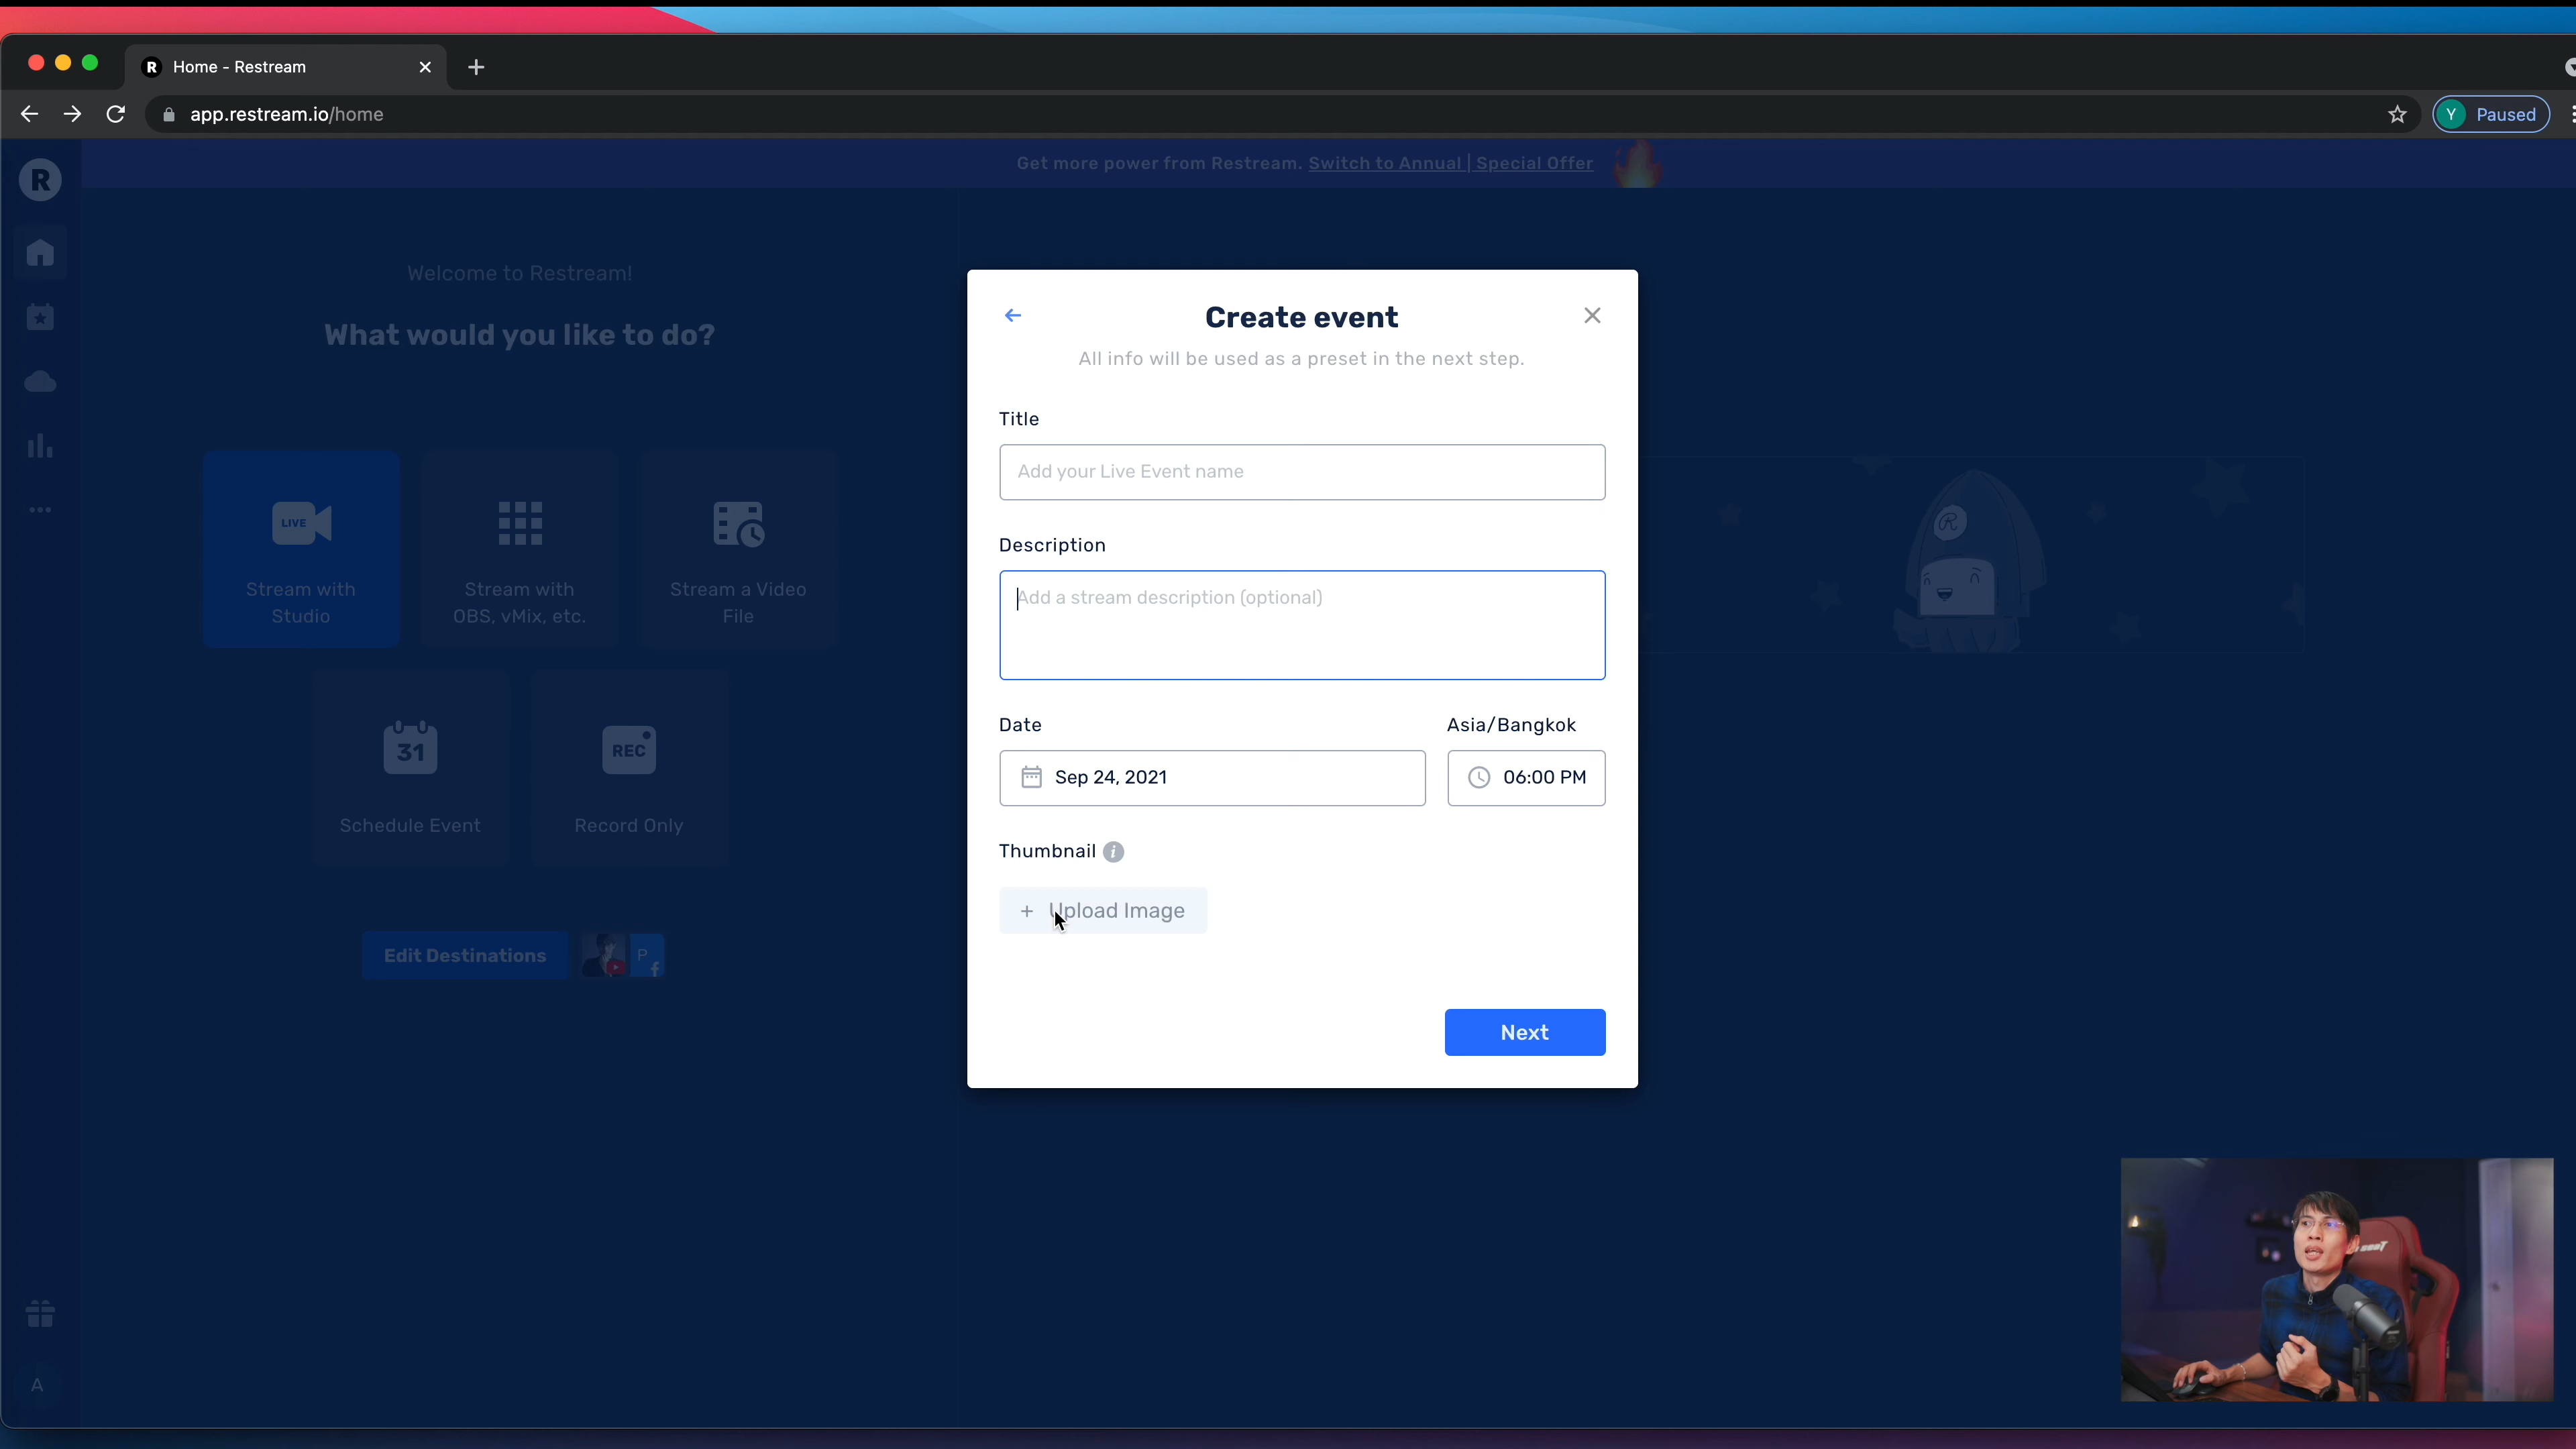 Home - Restream
app.restream.io/home
Y Paused
R
Get more power from Restream. Switch to Annual | Special Offer
Welcome to Restream!
What would you like to do?
LIVE
Stream with
Studio
Stream with
OBS, vMix, etc.
Stream a Video
File
31
Schedule Event
REC
Record Only
Edit Destinations
P
A
Create event
All info will be used as a preset in the next step.
Title
Add your Live Event name
Description
Add a stream description (optional)
Date
Asia/Bangkok
Sep 24, 2021
06:00 PM
Thumbnail
+ Upload Image
Next